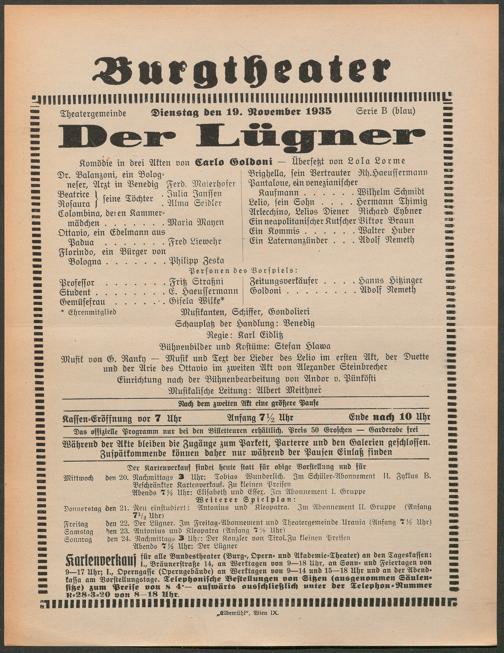 Burgtheater
Theatergemeinde Dienstag den 19. November 1935 Serie B (blau)
Der Lügner
Komödie in drei Akten von Carlo Goldoni — Übersetzt von Lola Lorme
Dr. Balanzoni, ein Bolog-
neser, Arzt in Venedig Ferd. Maierhofer
Beatrice } seine Töchter . Julia Janssen
Rosaura } seine Töchter . Alma Seidler
Colombina, deren Kammer-
mädchen . . . . . . . . Maria Mayen
Ottavio, ein Edelmann aus
Padua . . . . . . . . Fred Liewehr
Florindo, ein Bürger von
Bologna . . . . . . . . Philipp Zeska
Brighella, sein Vertrauter Rh. Haeussermann
Pantalone, ein venezianischer
Kaufmann . . . . . . . Wilhelm Schmidt
Lelio, sein Sohn . . . . Hermann Thimig
Arlecchino, Lelios Diener Richard Eybner
Ein neapolitanischer Kutscher Viktor Braun
Ein Kommis . . . . . . Walter Huber
Ein Laternanzünder . . . Adolf Nemeth
Personen des Vorspiels:
Professor . . . . . . . . Fritz Straßni
Student . . . . . . . . E. Haeussermann
Gemüsefrau . . . . . . . Gisela Wilke*
Zeitungsverkäufer . . . . Hanns Hitzinger
Goldoni . . . . . . . . Adolf Nemeth
* Ehrenmitglied Musikanten, Schiffer, Gondolieri
Schauplatz der Handlung: Venedig
Regie: Karl Eidlitz
Bühnenbilder und Kostüme: Stefan Hlawa
Musik von G. Ranky — Musik und Text der Lieder des Lelio im ersten Akt, der Duette
und der Arie des Ottavio im zweiten Akt von Alexander Steinbrecher
Einrichtung nach der Bühnenbearbeitung von Andor v. Pünkösti
Musikalische Leitung: Albert Meithner
Nach dem zweiten Akt eine größere Pause
Kassen-Eröffnung vor 7 Uhr Anfang 7½ Uhr Ende nach 10 Uhr
Das offizielle Programm nur bei den Billetteuren erhältlich. Preis 50 Groschen — Garderobe frei
Während der Akte bleiben die Zugänge zum Parkett, Parterre und den Galerien geschlossen.
Zuspätkommende können daher nur während der Pausen Einlaß finden
Der Kartenverkauf findet heute statt für obige Vorstellung und für
Mittwoch den 20. Nachmittags 3 Uhr: Tobias Wunderlich. Im Schüler-Abonnement II. Zyklus B.
Beschränkter Kartenverkauf. Zu kleinen Preisen
Abends 7½ Uhr: Elisabeth und Essex. Im Abonnement I. Gruppe
Weiterer Spielplan:
Donnerstag den 21. Neu einstudiert: Antonius und Kleopatra. Im Abonnement II. Gruppe (Anfang
7½ Uhr)
Freitag den 22. Der Lügner. Im Freitag-Abonnement und Theatergemeinde Urania (Anfang 7½ Uhr)
Samstag den 23. Antonius und Kleopatra (Anfang 7½ Uhr)
Sonntag den 24. Nachmittags 3 Uhr: Der Kanzler von Tirol. Zu kleinen Preisen
Abends 7½ Uhr: Der Lügner
Kartenverkauf für alle Bundestheater (Burg-, Opern- und Akademie-Theater) an den Tageskassen:
I., Bräunerstraße 14, an Werktagen von 9—18 Uhr, an Sonn- und Feiertagen von
9—17 Uhr; I., Operngasse (Operngebäude) an Werktagen von 9—14 und 15—18 Uhr und an der Abend-
kassa am Vorstellungstage. Telephonische Bestellungen von Sitzen (ausgenommen Säulen-
sitze) zum Preise von S 4·— aufwärts ausschließlich unter der Telephon-Nummer
R-28-3-20 von 8—18 Uhr.
„Elbemühl", Wien IX.